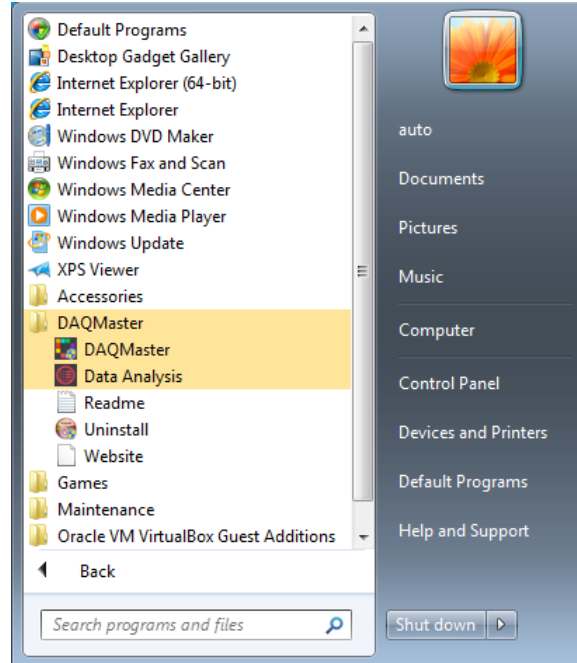 Default Programs
Desktop Gadget Gallery
Internet Explorer (64-bit)
Internet Explorer
Windows DVD Maker
Windows Fax and Scan
Windows Media Center
Windows Media Player
Windows Update
XPS Viewer
Accessories
DAQMaster
DAQMaster
Data Analysis
Readme
Uninstall
Website
Games
Maintenance
Oracle VM VirtualBox Guest Additions
Back
Search programs and files
auto
Documents
Pictures
Music
Computer
Control Panel
Devices and Printers
Default Programs
Help and Support
Shut down